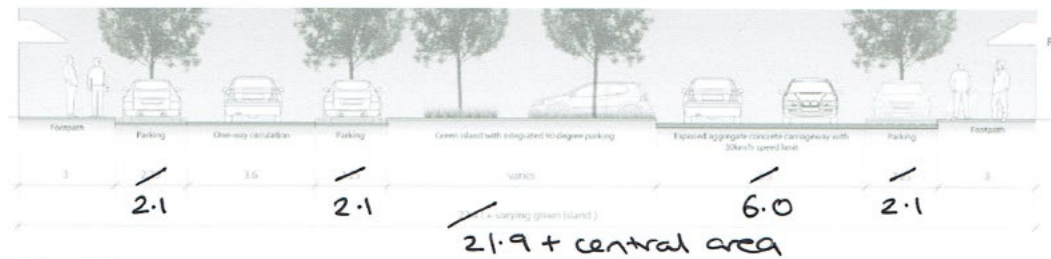 Footpath
Parking
One-way circulation
Parking
Green island with integrated 90 degree parking
Exposed aggregate concrete carriageway with
30km/h speed limit
Parking
Footpath
3
3.6
varies
3
2.1
2.1
6.0
2.1
(+ varying green island)
21.9 + central area